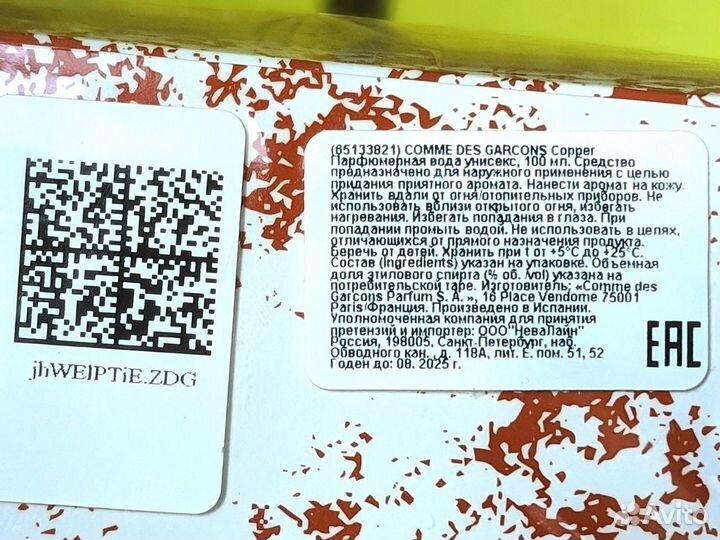 jhWElPTiE.ZDG
(65133821) COMME DES GARCONS Copper
Парфюмерная вода унисекс, 100 мл. Средство
предназначено для наружного применения с целью
придания приятного аромата. Нанести аромат на кожу.
Хранить вдали от огня/отопительных приборов. Не
использовать вблизи открытого огня, избегать
нагревания. Избегать попадания в глаза. При
попадании промыть водой. Не использовать в целях,
отличающихся от прямого назначения продукта.
Беречь от детей. Хранить при t от +5°C до +25°C.
Состав (Ingredients) указан на упаковке. Объемная
доля этилового спирта (% об. /vol) указана на
потребительской таре. Изготовитель: «Comme des
Garcons Parfum S. A. », 16 Place Vendome 75001
Paris/Франция. Произведено в Испании.
Уполномоченная компания для принятия
претензий и импортер: ООО"НеваЛайн"
Россия, 198005, Санкт-Петербург, наб.
Обводного кан. , д. 118А, лит. Е. пом. 51, 52
Годен до: 08. 2025 г.
EAC
Avito